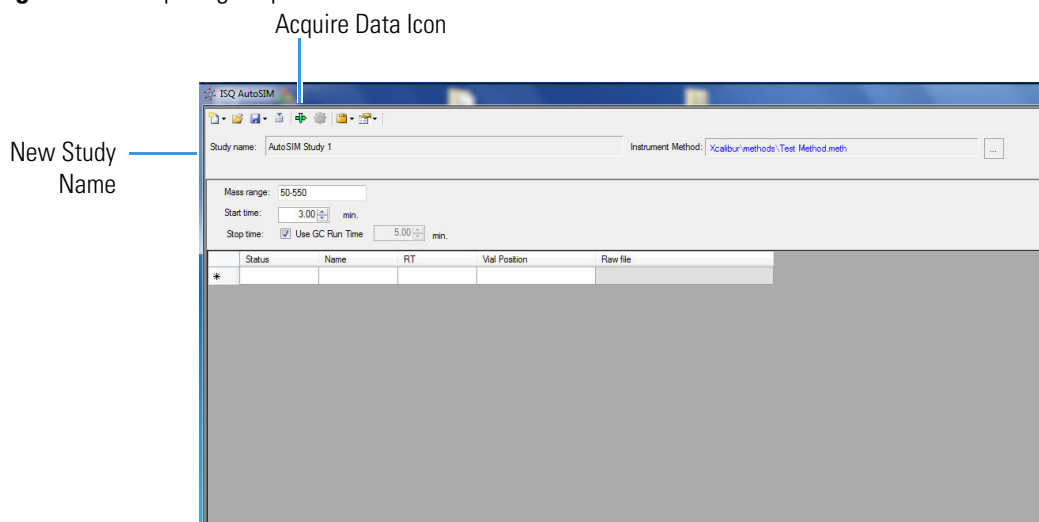 Acquire Data Icon
ISQ AutoSIM
New Study
Name
Study name: AutoSIM Study 1 Instrument Method: Xcalibur\methods\Test Method.meth ...
Mass range: 50-550
Start time: 3.00 min.
Stop time: Use GC Run Time 5.00 min.
Status Name RT Vial Position Raw file